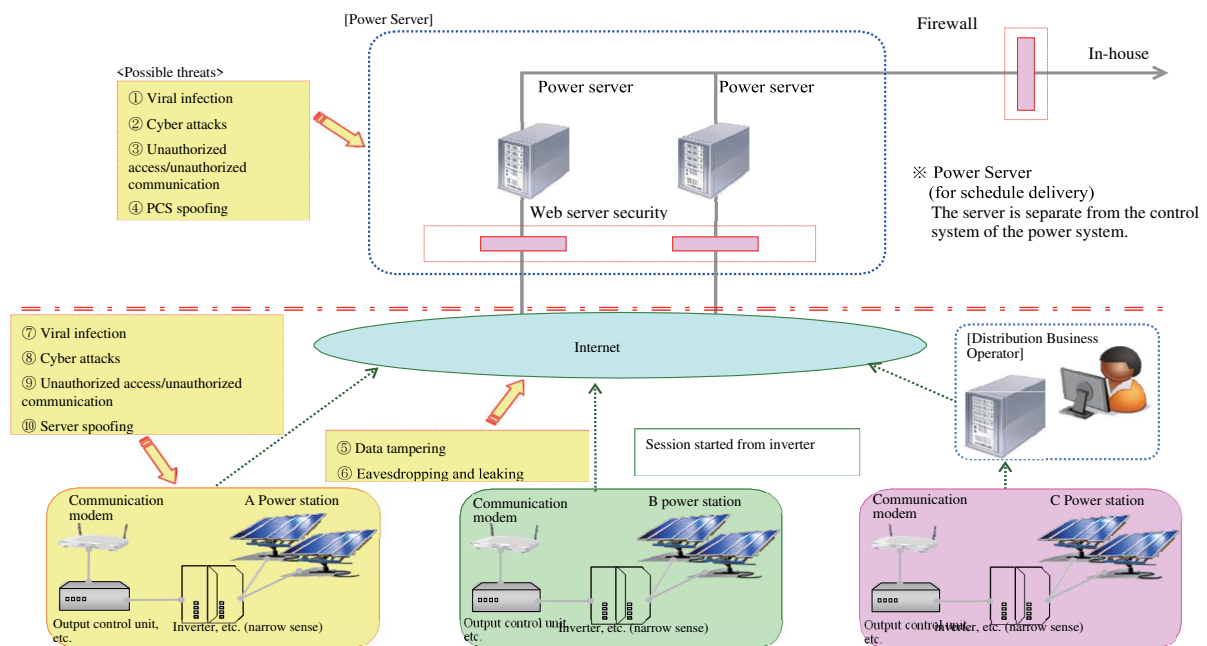 [Power Server]
Firewall
In-house
<Possible threats>
① Viral infection
② Cyber attacks
③ Unauthorized
access/unauthorized
communication
④ PCS spoofing
Power server
Power server
Web server security
※ Power Server
(for schedule delivery)
The server is separate from the control
system of the power system.
⑦ Viral infection
⑧ Cyber attacks
⑨ Unauthorized access/unauthorized
communication
⑩ Server spoofing
Internet
[Distribution Business
Operator]
⑤ Data tampering
⑥ Eavesdropping and leaking
Session started from inverter
Communication
modem
A Power station
Output control unit,
etc.
Inverter, etc. (narrow sense)
Communication
modem
B power station
Output control unit,
etc.
Inverter, etc. (narrow sense)
Communication
modem
C Power station
Output control unit,
etc.
Inverter, etc. (narrow sense)